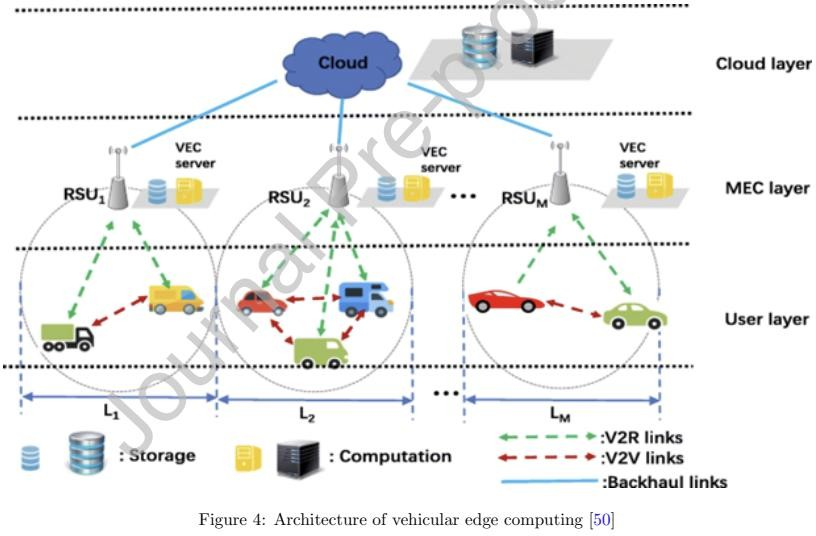 Cloud
Cloud layer
VEC
server
VEC
server
VEC
server
RSU1
RSU2
...
RSUM
MEC layer
User layer
L1
L2
...
LM
: Storage
: Computation
:V2R links
:V2V links
:Backhaul links
Journal Pre-proo
Figure 4: Architecture of vehicular edge computing [50]